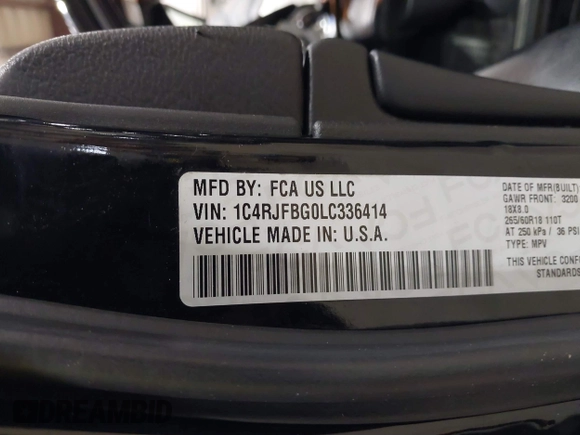 MFD BY: FCA US LLC
VIN: 1C4RJFBG0LC336414
VEHICLE MADE IN: U.S.A.
DATE OF MFR(BUILT)
GAWR FRONT: 3200
18X8.0
265/60R18 110T
AT 250 kPa / 36 PSI
TYPE: MPV
THIS VEHICLE CONF
STANDARDS
DREAMBID